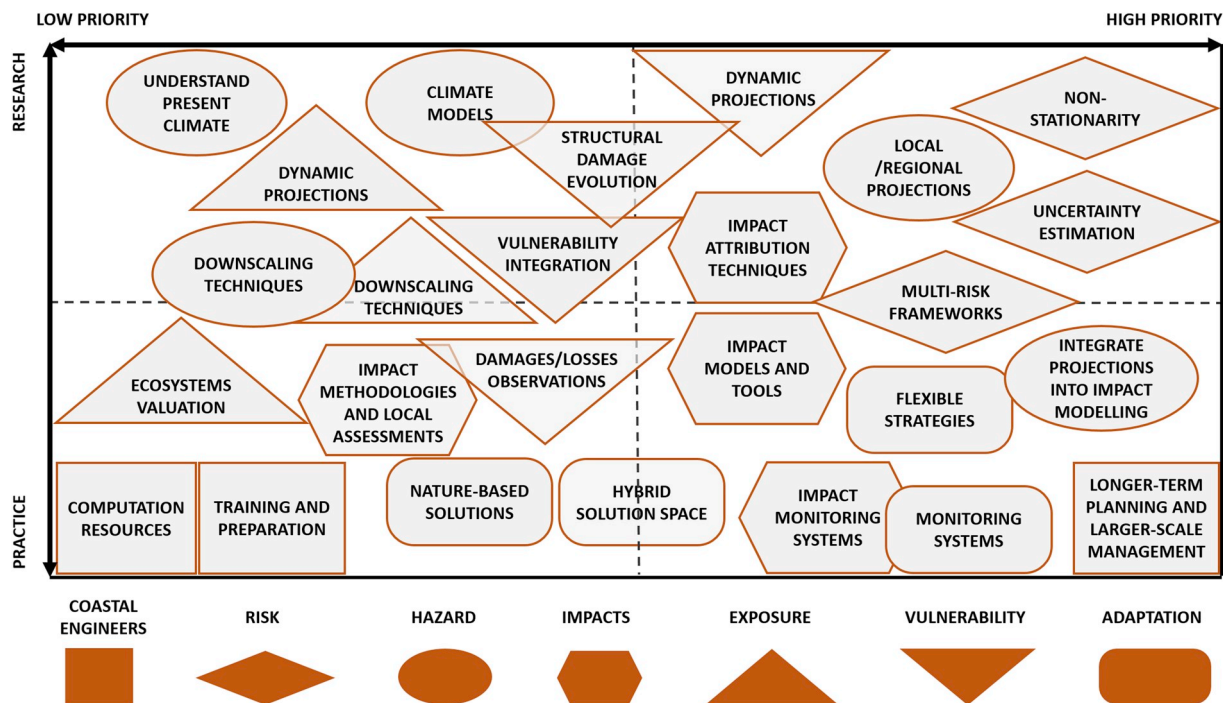 LOW PRIORITY
HIGH PRIORITY
RESEARCH
UNDERSTAND
PRESENT
CLIMATE
CLIMATE
MODELS
DYNAMIC
PROJECTIONS
NON-
STATIONARITY
DYNAMIC
PROJECTIONS
STRUCTURAL
DAMAGE
EVOLUTION
LOCAL
/REGIONAL
PROJECTIONS
UNCERTAINTY
ESTIMATION
DOWNSCALING
TECHNIQUES
DOWNSCALING
TECHNIQUES
VULNERABILITY
INTEGRATION
IMPACT
ATTRIBUTION
TECHNIQUES
MULTI-RISK
FRAMEWORKS
PRACTICE
ECOSYSTEMS
VALUATION
IMPACT
METHODOLOGIES
AND LOCAL
ASSESSMENTS
DAMAGES/LOSSES
OBSERVATIONS
IMPACT
MODELS AND
TOOLS
FLEXIBLE
STRATEGIES
INTEGRATE
PROJECTIONS
INTO IMPACT
MODELLING
COMPUTATION
RESOURCES
TRAINING AND
PREPARATION
NATURE-BASED
SOLUTIONS
HYBRID
SOLUTION SPACE
IMPACT
MONITORING
SYSTEMS
MONITORING
SYSTEMS
LONGER-TERM
PLANNING AND
LARGER-SCALE
MANAGEMENT
COASTAL
ENGINEERS
RISK
HAZARD
IMPACTS
EXPOSURE
VULNERABILITY
ADAPTATION